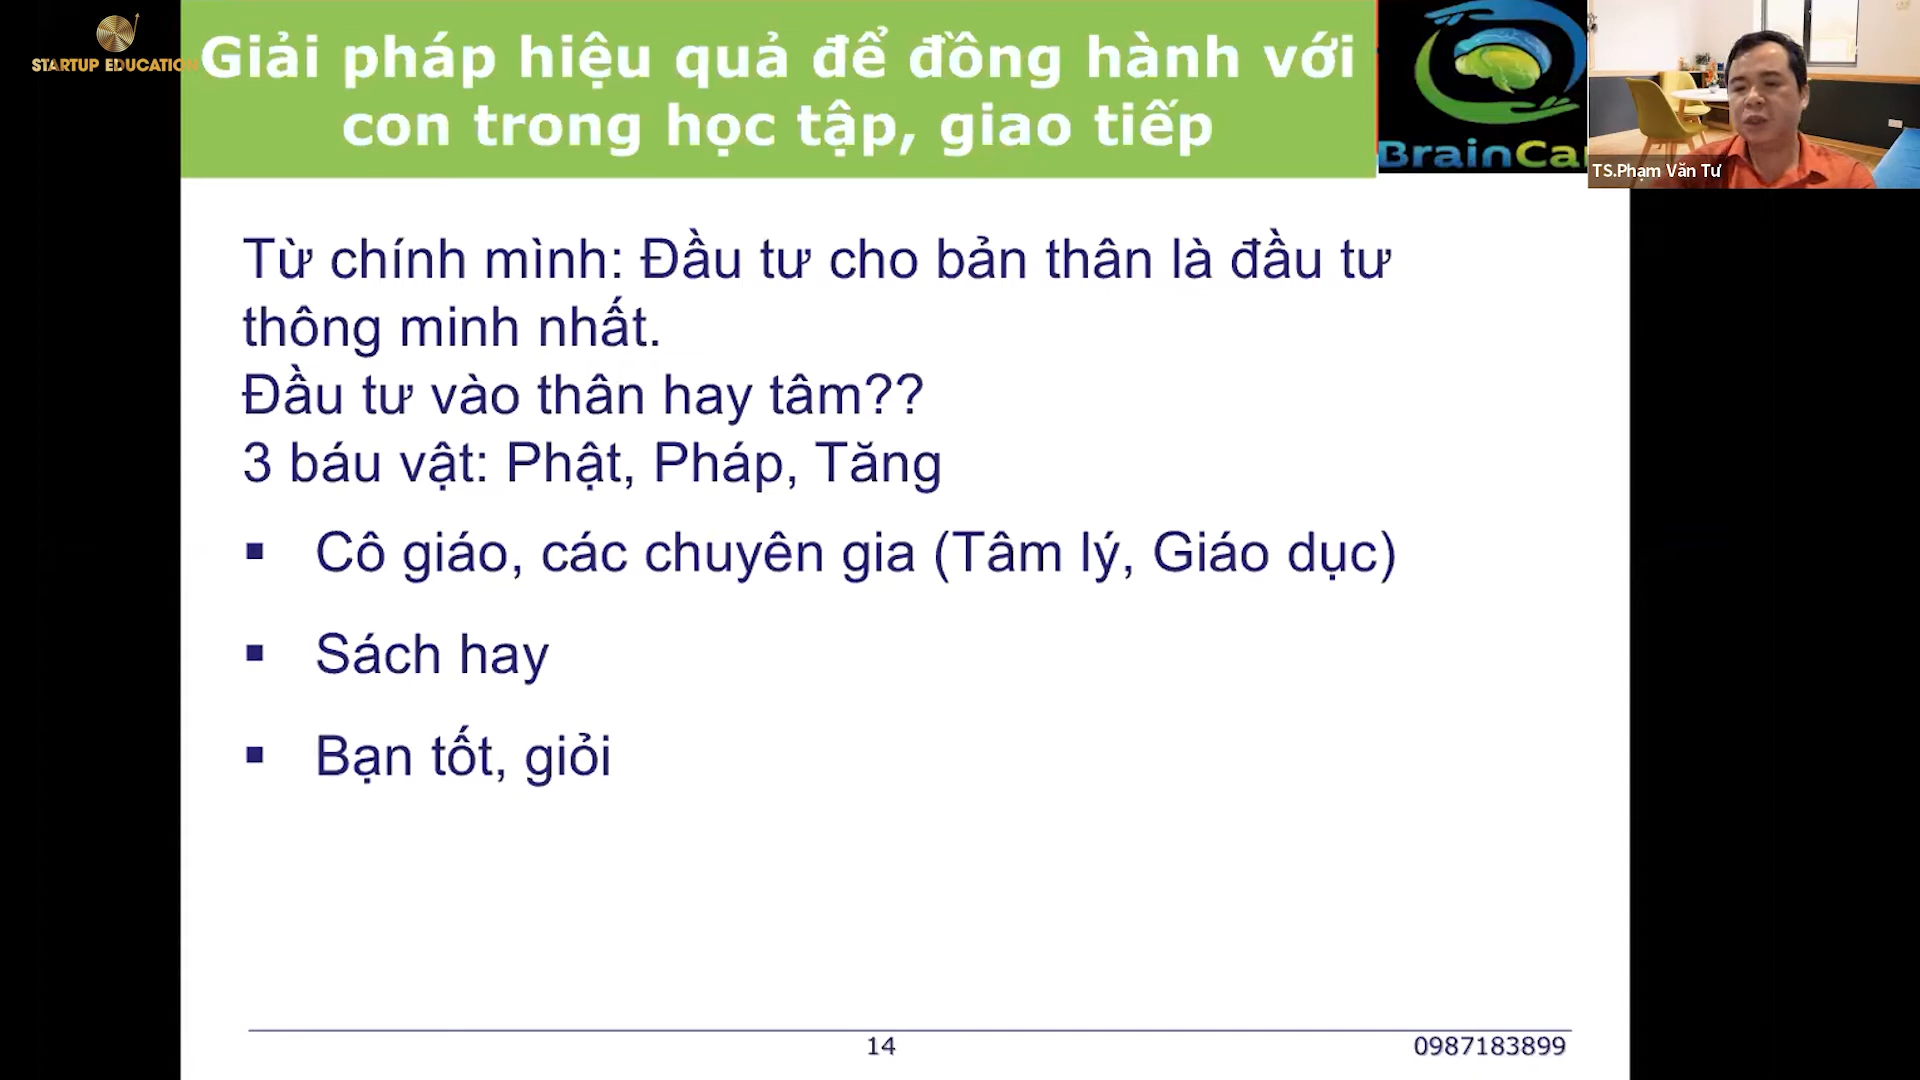 STARTUP EDUCATION
Giải pháp hiệu quả để đồng hành với
con trong học tập, giao tiếp
BrainCa
TS.Phạm Văn Tư
Từ chính mình: Đầu tư cho bản thân là đầu tư
thông minh nhất.
Đầu tư vào thân hay tâm??
3 báu vật: Phật, Pháp, Tăng
▪ Cô giáo, các chuyên gia (Tâm lý, Giáo dục)
▪ Sách hay
▪ Bạn tốt, giỏi
14
0987183899